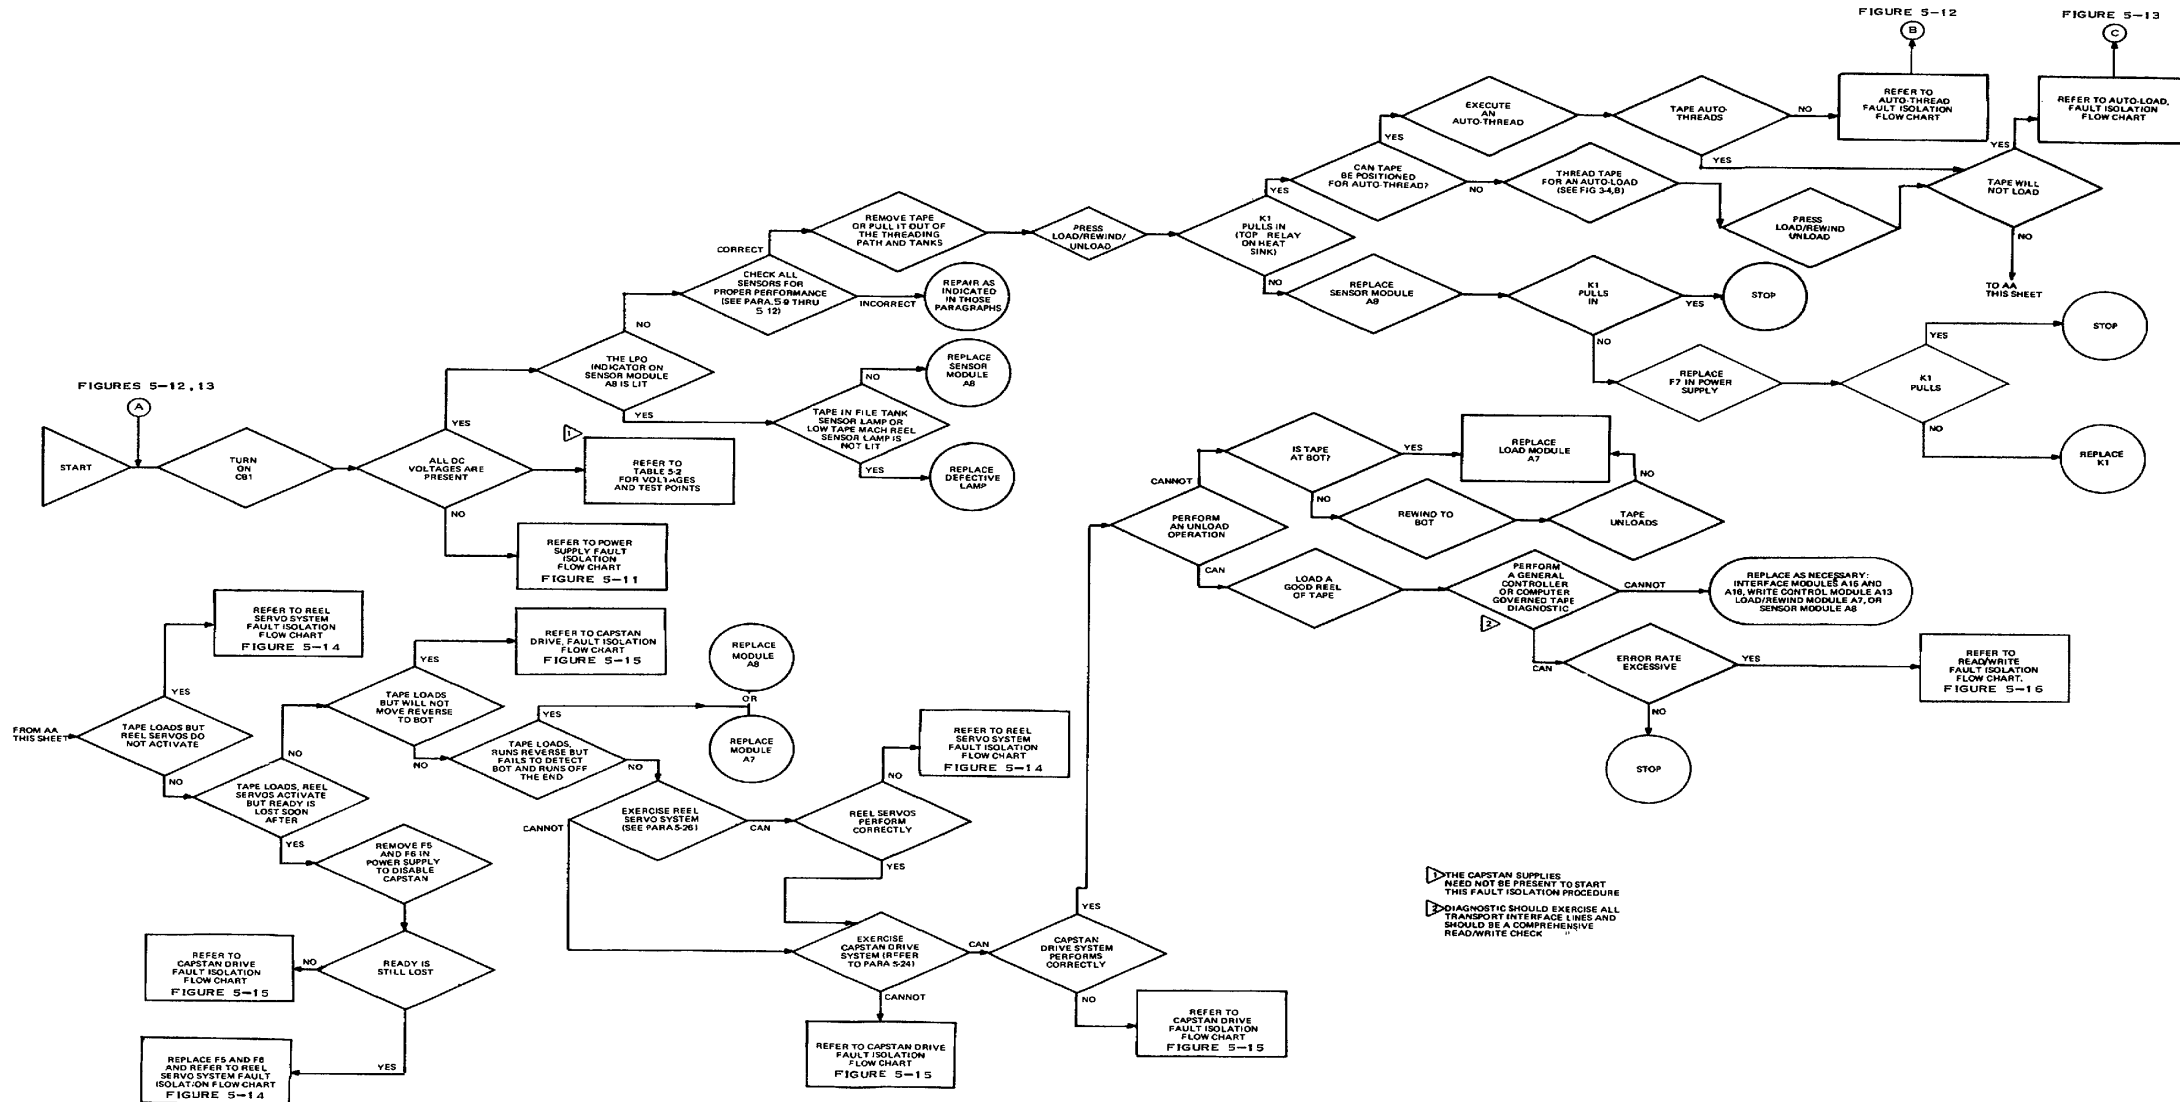 FIGURE 5-12
B
FIGURE 5-13
C
REFER TO
AUTO-THREAD
FAULT ISOLATION
FLOW CHART
REFER TO AUTO-LOAD,
FAULT ISOLATION
FLOW CHART
EXECUTE
AN
AUTO-THREAD
TAPE AUTO-
THREADS
NO
YES
YES
YES
CAN TAPE
BE POSITIONED
FOR AUTO-THREAD?
NO
THREAD TAPE
FOR AN AUTO-LOAD
(SEE FIG 3-4,B)
PRESS
LOAD/REWIND
UNLOAD
TAPE WILL
NOT LOAD
NO
TO AA
THIS SHEET
REMOVE TAPE
OR PULL IT OUT OF
THE THREADING
PATH AND TANKS
PRESS
LOAD/REWIND/
UNLOAD
K1
PULLS IN
(TOP RELAY
ON HEAT
SINK)
YES
NO
CORRECT
CHECK ALL
SENSORS FOR
PROPER PERFORMANCE
(SEE PARA. 5-9 THRU
5-12)
INCORRECT
REPAIR AS
INDICATED
IN THOSE
PARAGRAPHS
REPLACE
SENSOR MODULE
A8
K1
PULLS
IN
YES
STOP
NO
REPLACE
F7 IN POWER
SUPPLY
K1
PULLS
YES
STOP
NO
REPLACE
K1
NO
THE LPO
INDICATOR ON
SENSOR MODULE
A8 IS LIT
YES
NO
REPLACE
SENSOR
MODULE
A8
TAPE IN FILE TANK
SENSOR LAMP OR
LOW TAPE MACH REEL
SENSOR LAMP IS
NOT LIT
YES
REPLACE
DEFECTIVE
LAMP
FIGURES 5-12,13
A
START
TURN
ON
CB1
YES
ALL DC
VOLTAGES ARE
PRESENT
NO
1
REFER TO
TABLE 5-2
FOR VOLTAGES
AND TEST POINTS
REFER TO POWER
SUPPLY FAULT
ISOLATION
FLOW CHART
FIGURE 5-11
IS TAPE
AT BOT?
YES
REPLACE
LOAD MODULE
A7
NO
CANNOT
NO
REWIND TO
BOT
TAPE
UNLOADS
PERFORM
AN UNLOAD
OPERATION
CAN
LOAD A
GOOD REEL
OF TAPE
PERFORM
A GENERAL
CONTROLLER
OR COMPUTER
GOVERNED TAPE
DIAGNOSTIC
CANNOT
REPLACE AS NECESSARY:
INTERFACE MODULES A15 AND
A16, WRITE CONTROL MODULE A13
LOAD/REWIND MODULE A7, OR
SENSOR MODULE A8
2
CAN
ERROR RATE
EXCESSIVE
YES
REFER TO
READ/WRITE
FAULT ISOLATION
FLOW CHART.
FIGURE 5-16
NO
STOP
REFER TO REEL
SERVO SYSTEM
FAULT ISOLATION
FLOW CHART
FIGURE 5-14
YES
FROM AA
THIS SHEET
TAPE LOADS BUT
REEL SERVOS DO
NOT ACTIVATE
NO
REFER TO CAPSTAN
DRIVE, FAULT ISOLATION
FLOW CHART
FIGURE 5-15
YES
TAPE LOADS
BUT WILL NOT
MOVE REVERSE
TO BOT
NO
NO
TAPE LOADS, REEL
SERVOS ACTIVATE
BUT READY IS
LOST SOON
AFTER
YES
REPLACE
MODULE
A8
OR
REPLACE
MODULE
A7
YES
TAPE LOADS,
RUNS REVERSE BUT
FAILS TO DETECT
BOT AND RUNS OFF
THE END
NO
REFER TO REEL
SERVO SYSTEM
FAULT ISOLATION
FLOW CHART
FIGURE 5-14
NO
EXERCISE REEL
SERVO SYSTEM
(SEE PARA 5-26)
CANNOT
CAN
REEL SERVOS
PERFORM
CORRECTLY
YES
REMOVE F5
AND F6 IN
POWER SUPPLY
TO DISABLE
CAPSTAN
READY IS
STILL LOST
NO
REFER TO
CAPSTAN DRIVE
FAULT ISOLATION
FLOW CHART
FIGURE 5-15
YES
REPLACE F5 AND F6
AND REFER TO REEL
SERVO SYSTEM FAULT
ISOLATION FLOW CHART
FIGURE 5-14
EXERCISE
CAPSTAN DRIVE
SYSTEM (REFER
TO PARA 5-24)
CAN
CANNOT
REFER TO CAPSTAN DRIVE
FAULT ISOLATION
FLOW CHART
FIGURE 5-15
YES
CAPSTAN
DRIVE SYSTEM
PERFORMS
CORRECTLY
NO
REFER TO
CAPSTAN DRIVE
FAULT ISOLATION
FLOW CHART
FIGURE 5-15
1 THE CAPSTAN SUPPLIES
NEED NOT BE PRESENT TO START
THIS FAULT ISOLATION PROCEDURE
2 DIAGNOSTIC SHOULD EXERCISE ALL
TRANSPORT INTERFACE LINES AND
SHOULD BE A COMPREHENSIVE
READ/WRITE CHECK